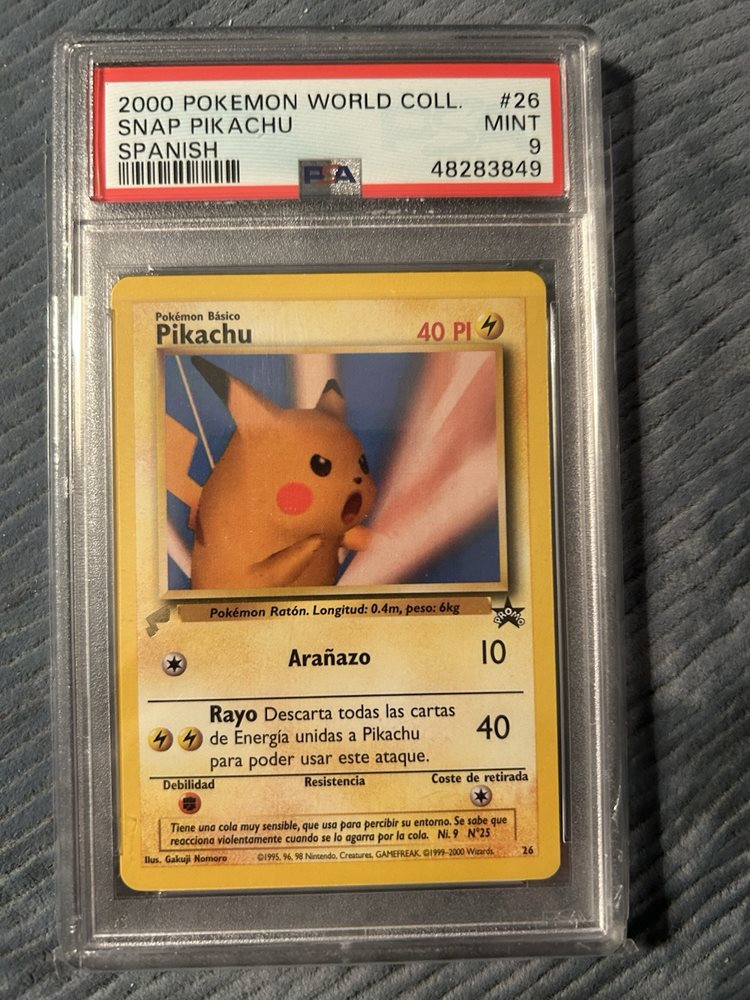 2000 POKEMON WORLD COLL. #26
SNAP PIKACHU MINT
SPANISH 9
PSA 48283849
Pokémon Básico
Pikachu 40 PI
Pokémon Ratón. Longitud: 0.4m, peso: 6kg
PROMO
Arañazo 10
Rayo Descarta todas las cartas
de Energía unidas a Pikachu 40
para poder usar este ataque.
Debilidad Resistencia Coste de retirada
Tiene una cola muy sensible, que usa para percibir su entorno. Se sabe que
reacciona violentamente cuando se lo agarra por la cola. Ni. 9 N°25
Ilus. Gakuji Nomoro ©1995, 96, 98 Nintendo, Creatures, GAMEFREAK. ©1999-2000 Wizards. 26